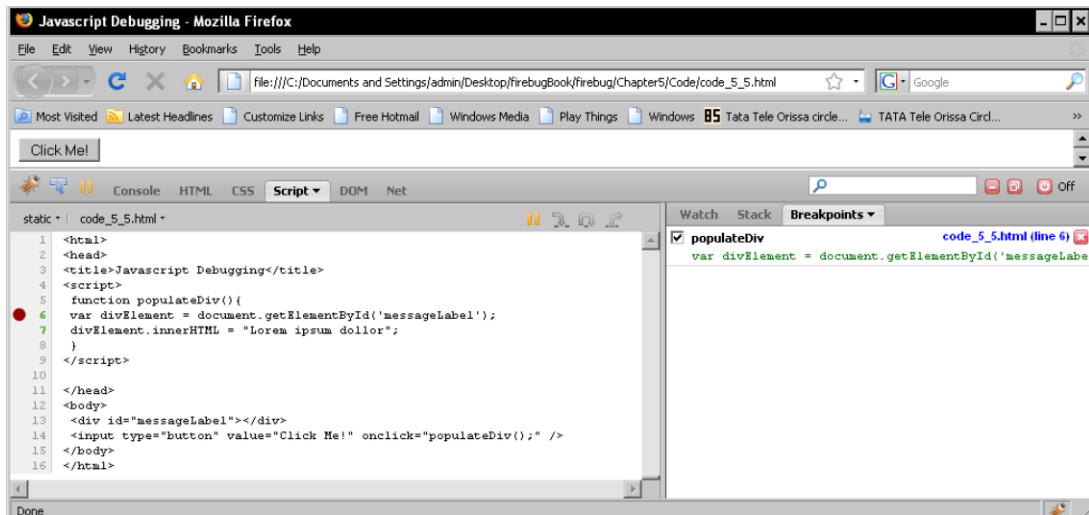 Javascript Debugging - Mozilla Firefox
File Edit View History Bookmarks Tools Help
file:///C:/Documents and Settings/admin/Desktop/firebugBook/firebug/Chapter5/Code/code_5_5.html
G Google
Most Visited Latest Headlines Customize Links Free Hotmail Windows Media Play Things Windows Tata Tele Orissa circle... TATA Tele Orissa Circl... »
Click Me!
Console HTML CSS Script DOM Net Off
static code_5_5.html
Watch Stack Breakpoints
1 <html>
2 <head>
3 <title>Javascript Debugging</title>
4 <script>
5 function populateDiv(){
6 var divElement = document.getElementById('messageLabel');
7 divElement.innerHTML = "Lorem ipsum dollor";
8 }
9 </script>
10
11 </head>
12 <body>
13 <div id="messageLabel"></div>
14 <input type="button" value="Click Me!" onclick="populateDiv();" />
15 </body>
16 </html>
populateDiv code_5_5.html (line 6)
var divElement = document.getElementById('messageLabe
Done